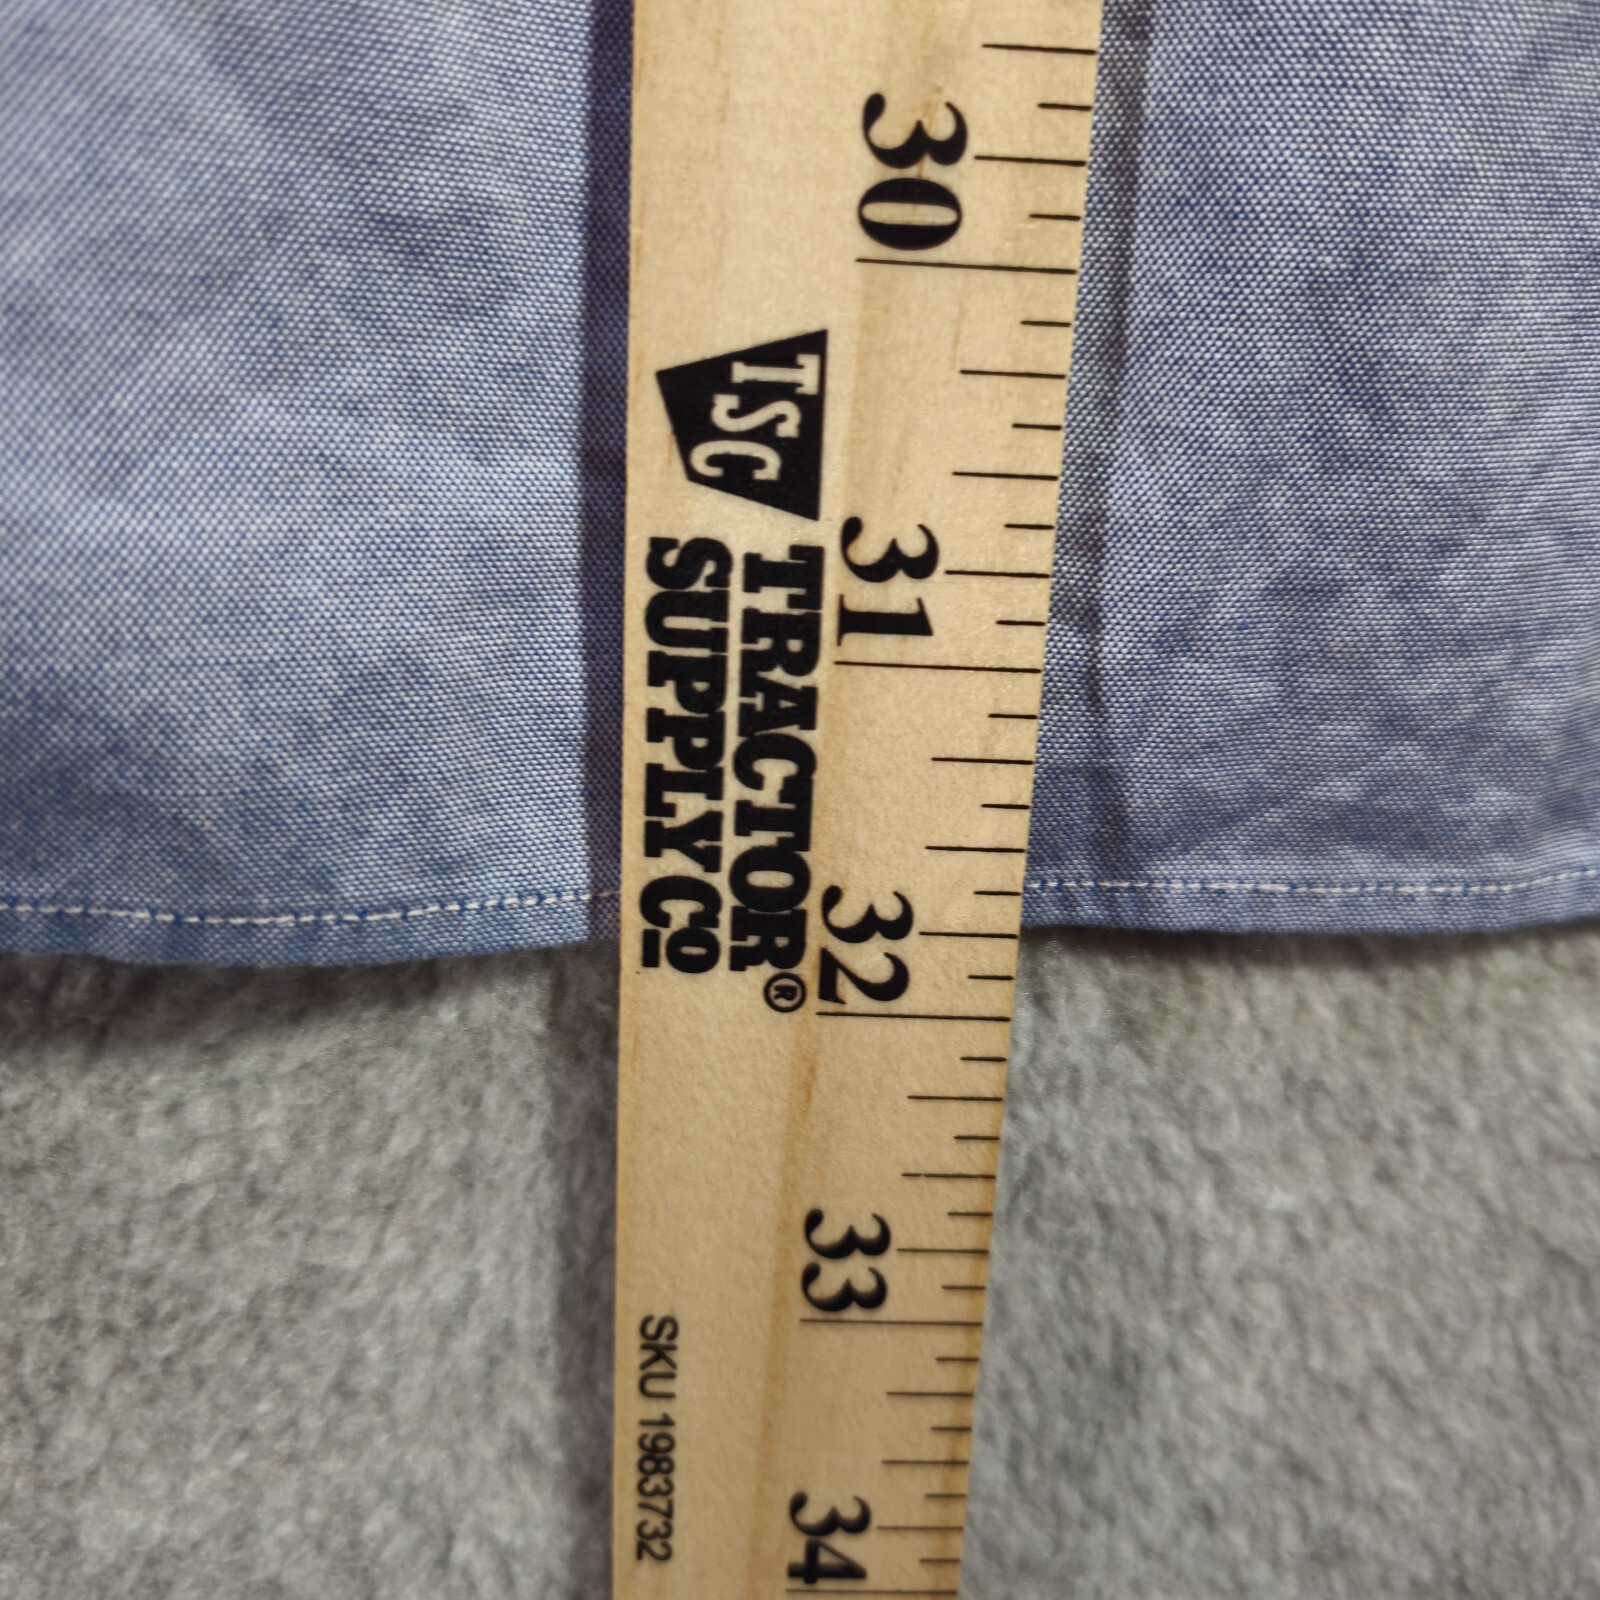 30
31
32
33
34
TSC
TRACTOR®
SUPPLY CO
SKU 1983732